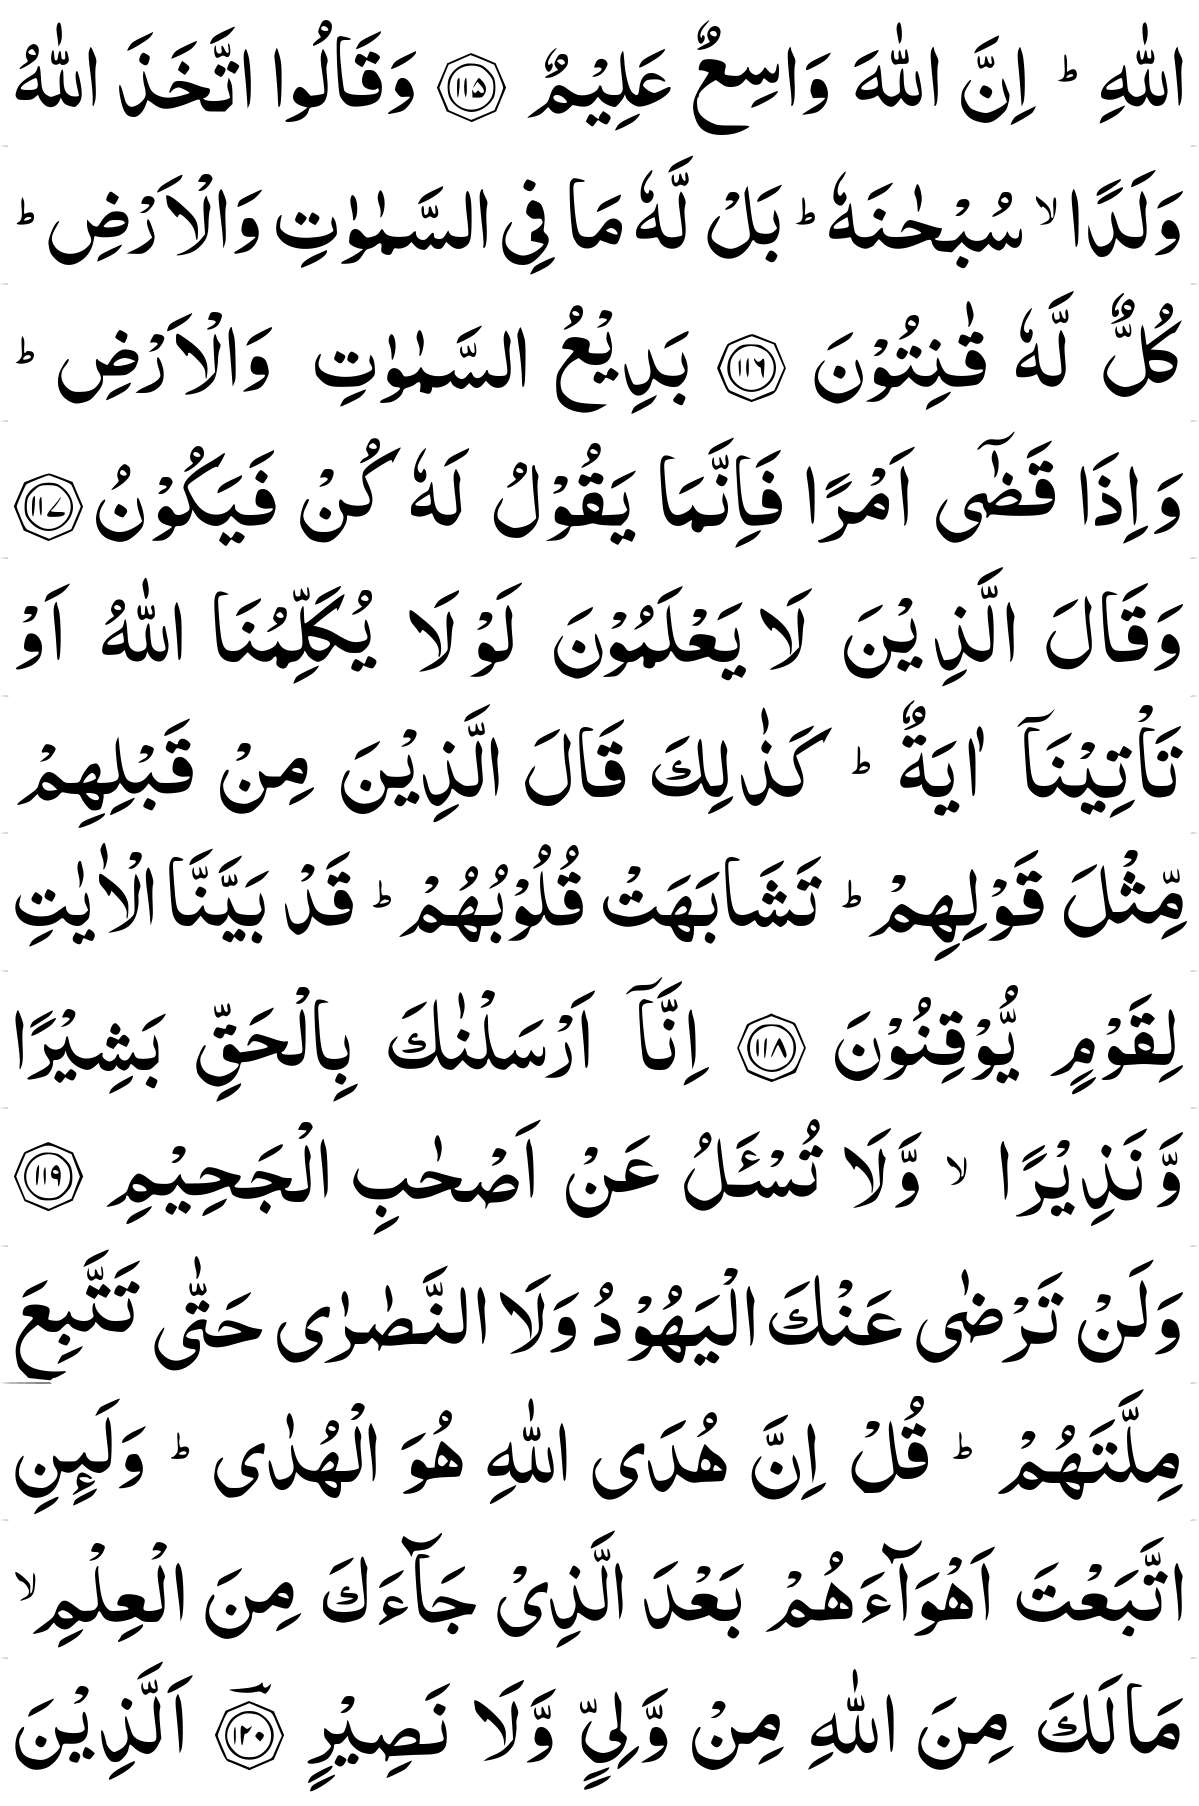 اللّٰهِ ؕ اِنَّ اللّٰهَ وَاسِعٌ عَلِيْمٌ ﴿۱۱۵﴾ وَقَالُوا اتَّخَذَ اللّٰهُ
وَلَدًا ۙ سُبْحٰنَهٗ ؕ بَلْ لَّهٗ مَا فِى السَّمٰوٰتِ وَالْاَرْضِ ؕ
كُلٌّ لَّهٗ قٰنِتُوْنَ ﴿۱۱۶﴾ بَدِيْعُ السَّمٰوٰتِ وَالْاَرْضِ ؕ
وَاِذَا قَضٰٓى اَمْرًا فَاِنَّمَا يَقُوْلُ لَهٗ كُنْ فَيَكُوْنُ ﴿۱۱۷﴾
وَقَالَ الَّذِيْنَ لَا يَعْلَمُوْنَ لَوْ لَا يُكَلِّمُنَا اللّٰهُ اَوْ
تَاْتِيْنَآ اٰيَةٌ ؕ كَذٰلِكَ قَالَ الَّذِيْنَ مِنْ قَبْلِهِمْ
مِّثْلَ قَوْلِهِمْ ؕ تَشَابَهَتْ قُلُوْبُهُمْ ؕ قَدْ بَيَّنَّا الْاٰيٰتِ
لِقَوْمٍ يُّوْقِنُوْنَ ﴿۱۱۸﴾ اِنَّآ اَرْسَلْنٰكَ بِالْحَقِّ بَشِيْرًا
وَّنَذِيْرًا ۙ وَّلَا تُسْـَٔلُ عَنْ اَصْحٰبِ الْجَحِيْمِ ﴿۱۱۹﴾
وَلَنْ تَرْضٰى عَنْكَ الْيَهُوْدُ وَلَا النَّصٰرٰى حَتّٰى تَتَّبِعَ
مِلَّتَهُمْ ؕ قُلْ اِنَّ هُدَى اللّٰهِ هُوَ الْهُدٰى ؕ وَلَئِنِ
اتَّبَعْتَ اَهْوَآءَهُمْ بَعْدَ الَّذِىْ جَآءَكَ مِنَ الْعِلْمِ ۙ
مَا لَكَ مِنَ اللّٰهِ مِنْ وَّلِىٍّ وَّلَا نَصِيْرٍ ﴿۱۲۰﴾ اَلَّذِيْنَ